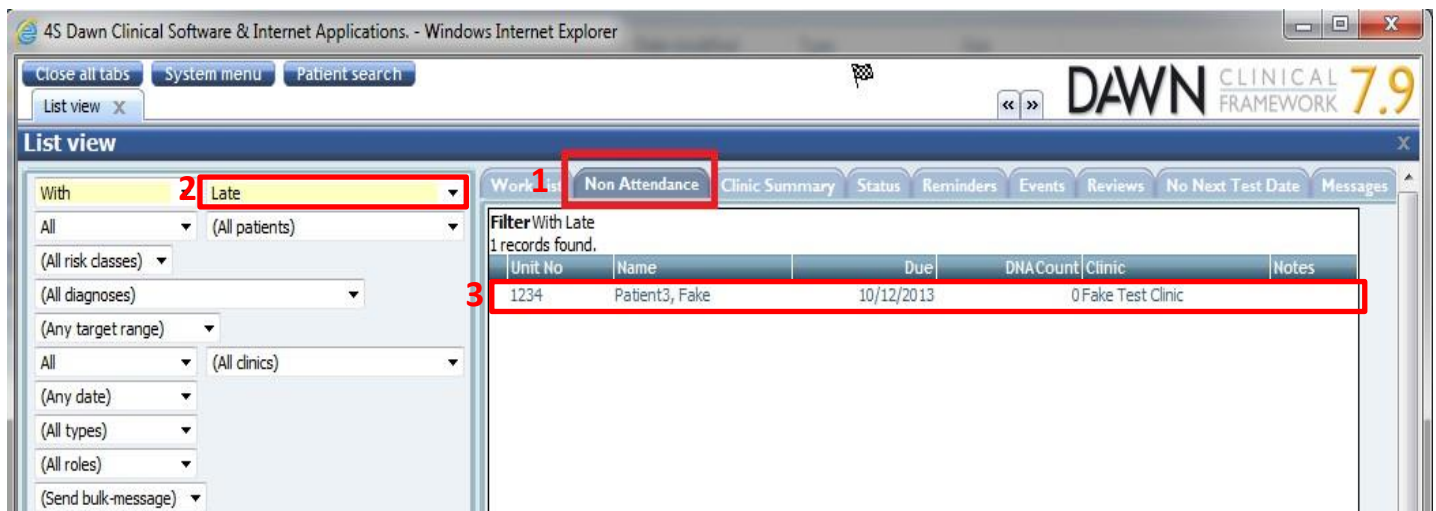 4S Dawn Clinical Software & Internet Applications. - Windows Internet Explorer
Close all tabs System menu Patient search
List view X
« » DAWN CLINICAL FRAMEWORK 7.9
List view X
1
Work List Non Attendance Clinic Summary Status Reminders Events Reviews No Next Test Date Messages
With 2 Late
All (All patients)
(All risk classes)
(All diagnoses)
(Any target range)
All (All clinics)
(Any date)
(All types)
(All roles)
(Send bulk-message)
Filter With Late
1 records found.
Unit No Name Due DNACount Clinic Notes
3 1234 Patient3, Fake 10/12/2013 0 Fake Test Clinic